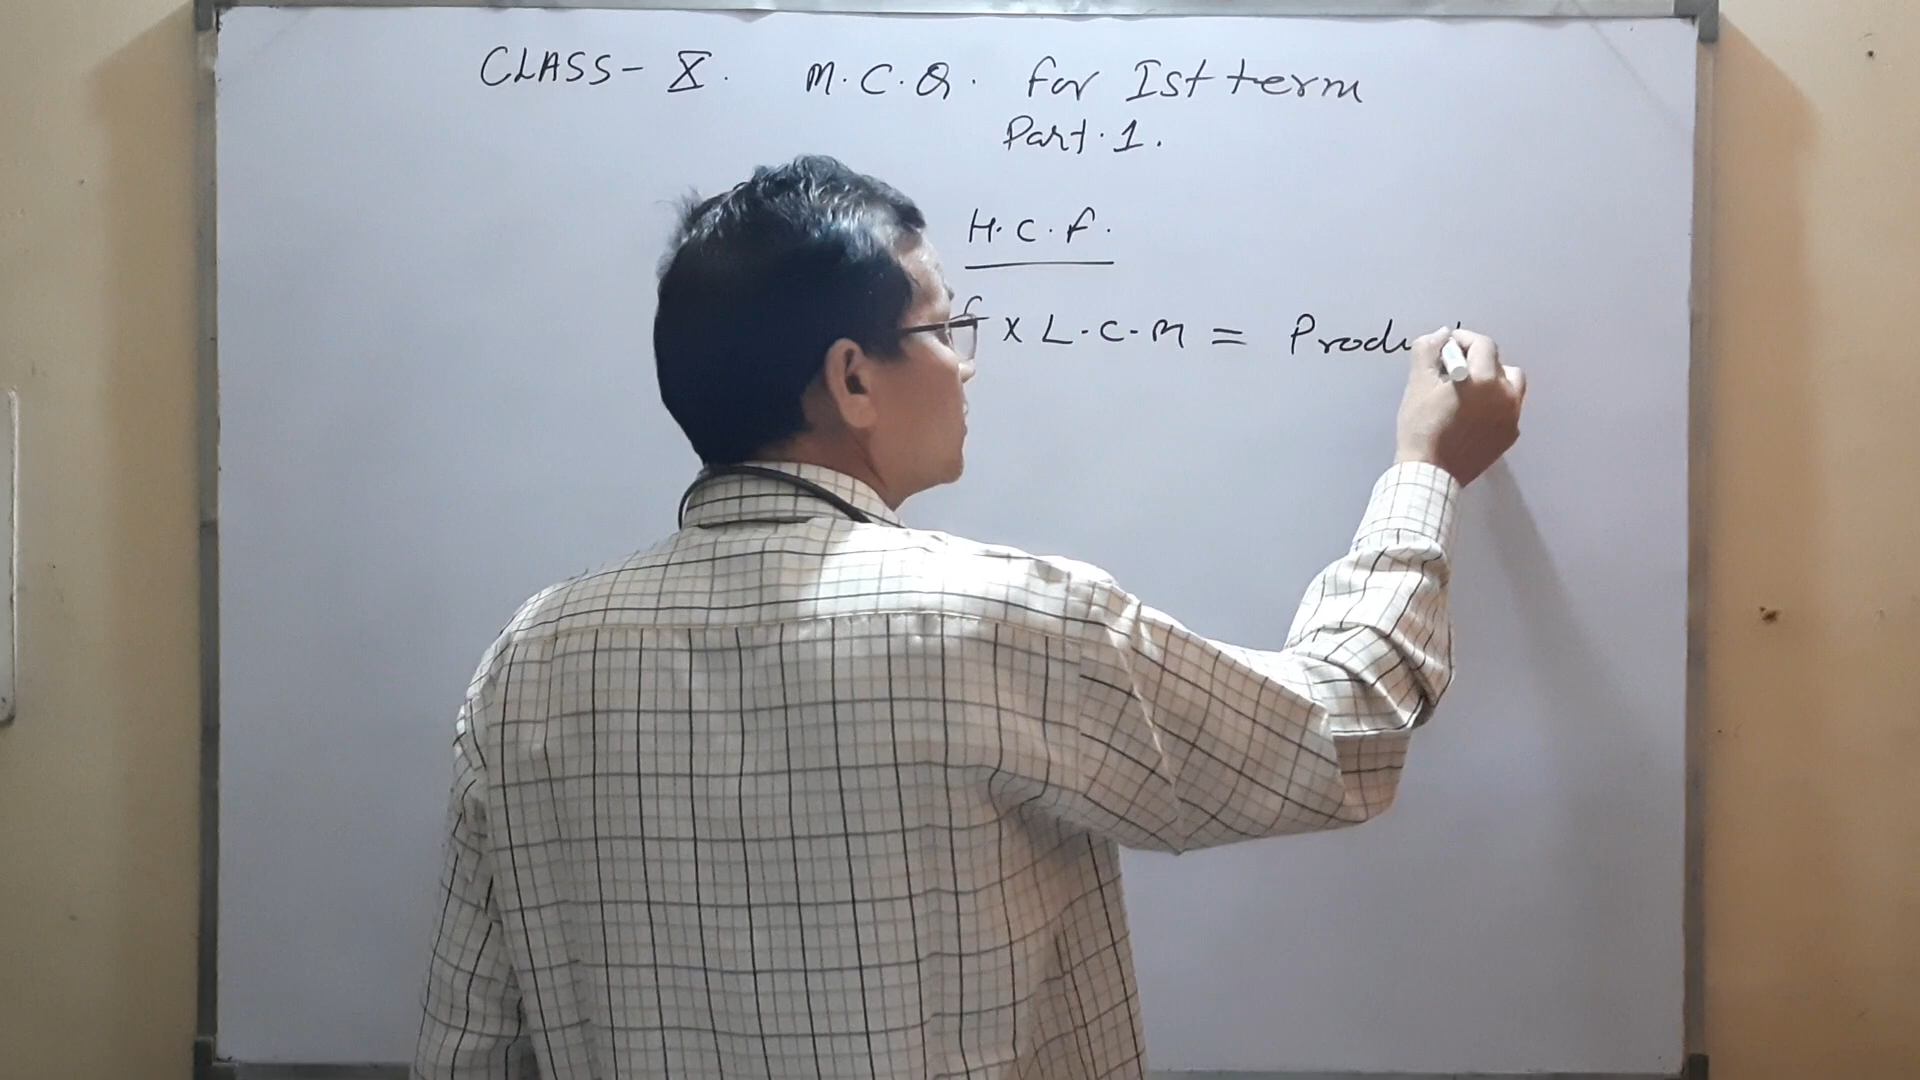 CLASS- X. M.C.Q. for Ist term
Part.1.
H.C.f.
x L.C.M =